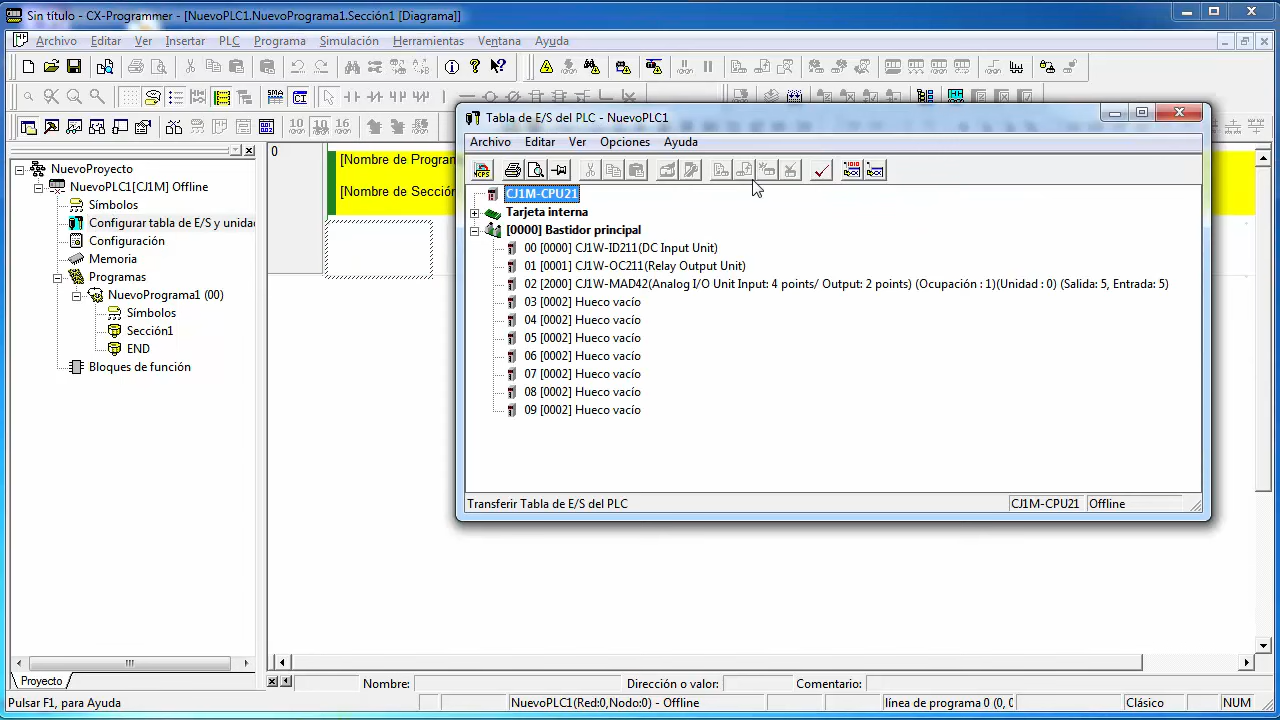 Sin título - CX-Programmer - [NuevoPLC1.NuevoPrograma1.Sección1 [Diagrama]]
Archivo Editar Ver Insertar PLC Programa Simulación Herramientas Ventana Ayuda
NuevoProyecto
NuevoPLC1[CJ1M] Offline
Símbolos
Configurar tabla de E/S y unida
Configuración
Memoria
Programas
NuevoPrograma1 (00)
Símbolos
Sección1
END
Bloques de función
Proyecto
0
[Nombre de Program
[Nombre de Sección
Tabla de E/S del PLC - NuevoPLC1
Archivo Editar Ver Opciones Ayuda
CJ1M-CPU21
Tarjeta interna
[0000] Bastidor principal
00 [0000] CJ1W-ID211(DC Input Unit)
01 [0001] CJ1W-OC211(Relay Output Unit)
02 [2000] CJ1W-MAD42(Analog I/O Unit Input: 4 points/ Output: 2 points) (Ocupación : 1)(Unidad : 0) (Salida: 5, Entrada: 5)
03 [0002] Hueco vacío
04 [0002] Hueco vacío
05 [0002] Hueco vacío
06 [0002] Hueco vacío
07 [0002] Hueco vacío
08 [0002] Hueco vacío
09 [0002] Hueco vacío
Transferir Tabla de E/S del PLC CJ1M-CPU21 Offline
Nombre: Dirección o valor: Comentario:
Pulsar F1, para Ayuda NuevoPLC1(Red:0,Nodo:0) - Offline línea de programa 0 (0, Clásico NUM